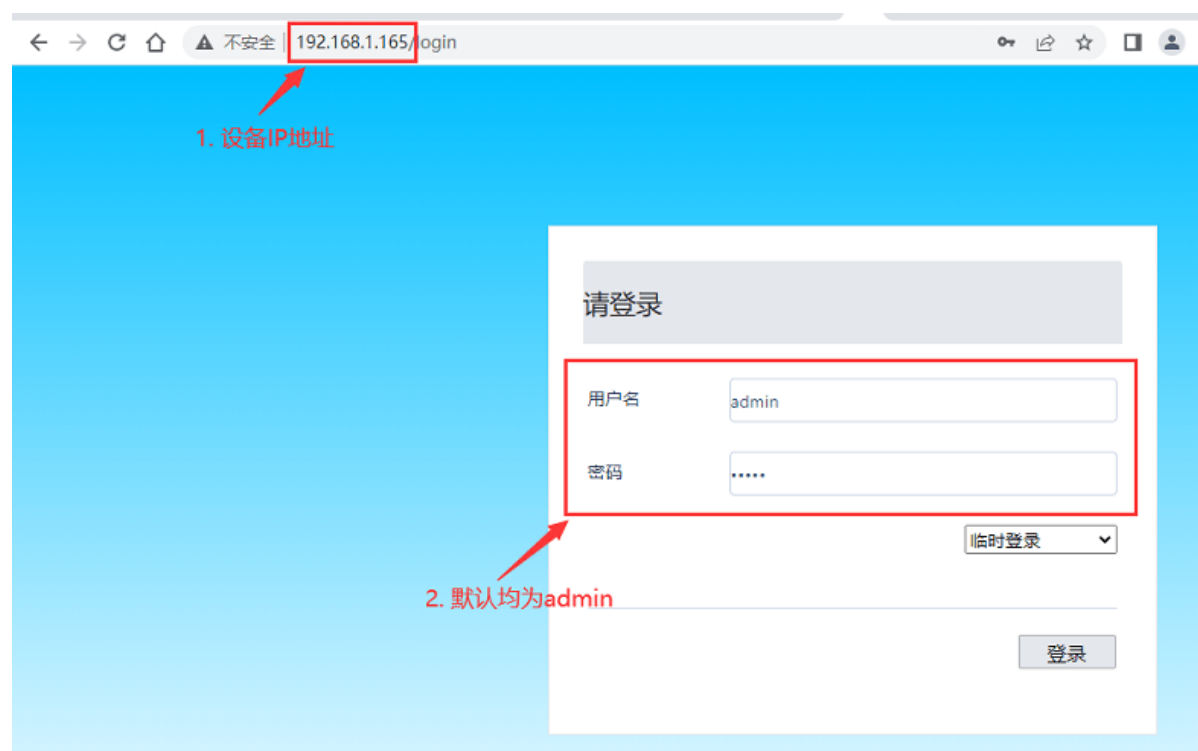 不安全 192.168.1.165/login
1. 设备IP地址
请登录
用户名 admin
密码 •••••
临时登录
2. 默认均为admin
登录